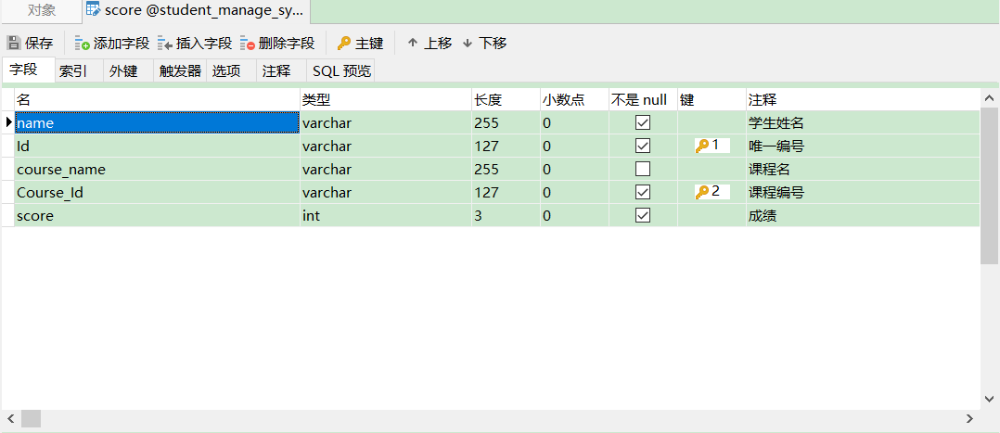 对象 score @student_manage_sy...
保存 添加字段 插入字段 删除字段 主键 上移 下移
字段 索引 外键 触发器 选项 注释 SQL 预览
名 类型 长度 小数点 不是 null 键 注释
name varchar 255 0 学生姓名
Id varchar 127 0 1 唯一编号
course_name varchar 255 0 课程名
Course_Id varchar 127 0 2 课程编号
score int 3 0 成绩